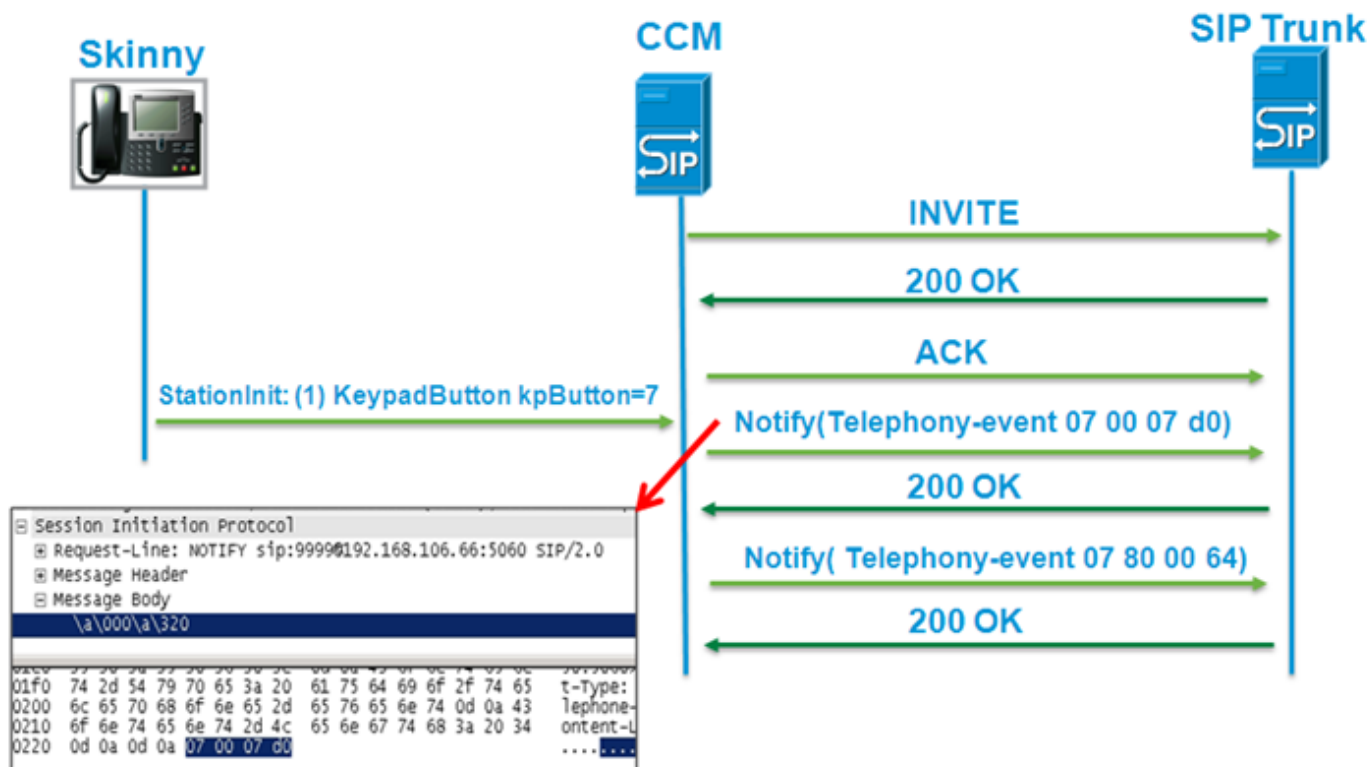 Skinny
CCM
SIP Trunk
SIP
SIP
INVITE
200 OK
ACK
StationInit: (1) KeypadButton kpButton=7
Notify(Telephony-event 07 00 07 d0)
200 OK
Notify( Telephony-event 07 80 00 64)
200 OK
Session Initiation Protocol
Request-Line: NOTIFY sip:99999@192.168.106.66:5060 SIP/2.0
Message Header
Message Body
\a\000\a\320
01f0 74 2d 54 79 70 65 3a 20 61 75 64 69 6f 2f 74 65 t-Type:
0200 6c 65 70 68 6f 6e 65 2d 65 76 65 6e 74 0d 0a 43 lephone-
0210 6f 6e 74 65 6e 74 2d 4c 65 6e 67 74 68 3a 20 34 ontent-L
0220 0d 0a 0d 0a 07 00 07 d0 ........